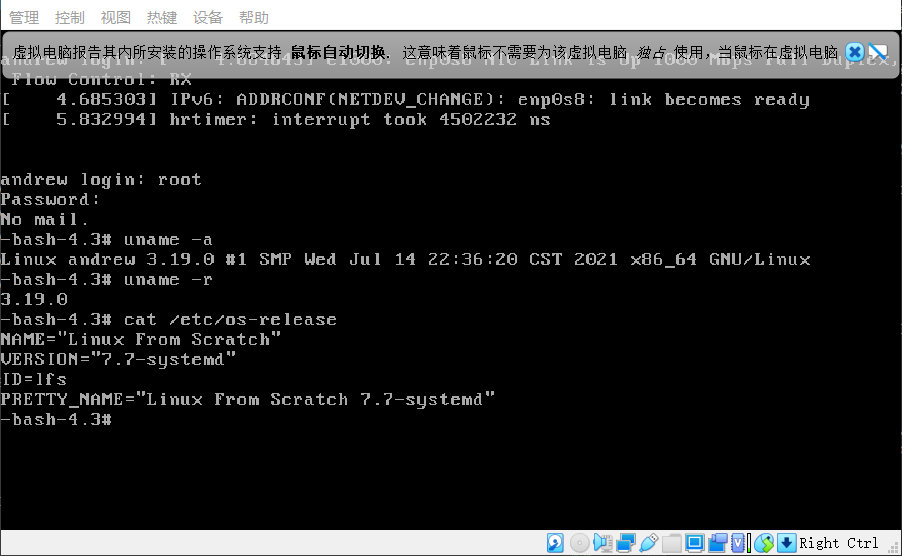 管理 控制 视图 热键 设备 帮助
虚拟电脑报告其内所安装的操作系统支持 鼠标自动切换. 这意味着鼠标不需要为该虚拟电脑 独占 使用，当鼠标在虚拟电脑
Flow Control: RX
[    4.685303] IPv6: ADDRCONF(NETDEV_CHANGE): enp0s8: link becomes ready
[    5.832994] hrtimer: interrupt took 4502232 ns
andrew login: root
Password:
No mail.
-bash-4.3# uname -a
Linux andrew 3.19.0 #1 SMP Wed Jul 14 22:36:20 CST 2021 x86_64 GNU/Linux
-bash-4.3# uname -r
3.19.0
-bash-4.3# cat /etc/os-release
NAME="Linux From Scratch"
VERSION="7.7-systemd"
ID=lfs
PRETTY_NAME="Linux From Scratch 7.7-systemd"
-bash-4.3#
Right Ctrl